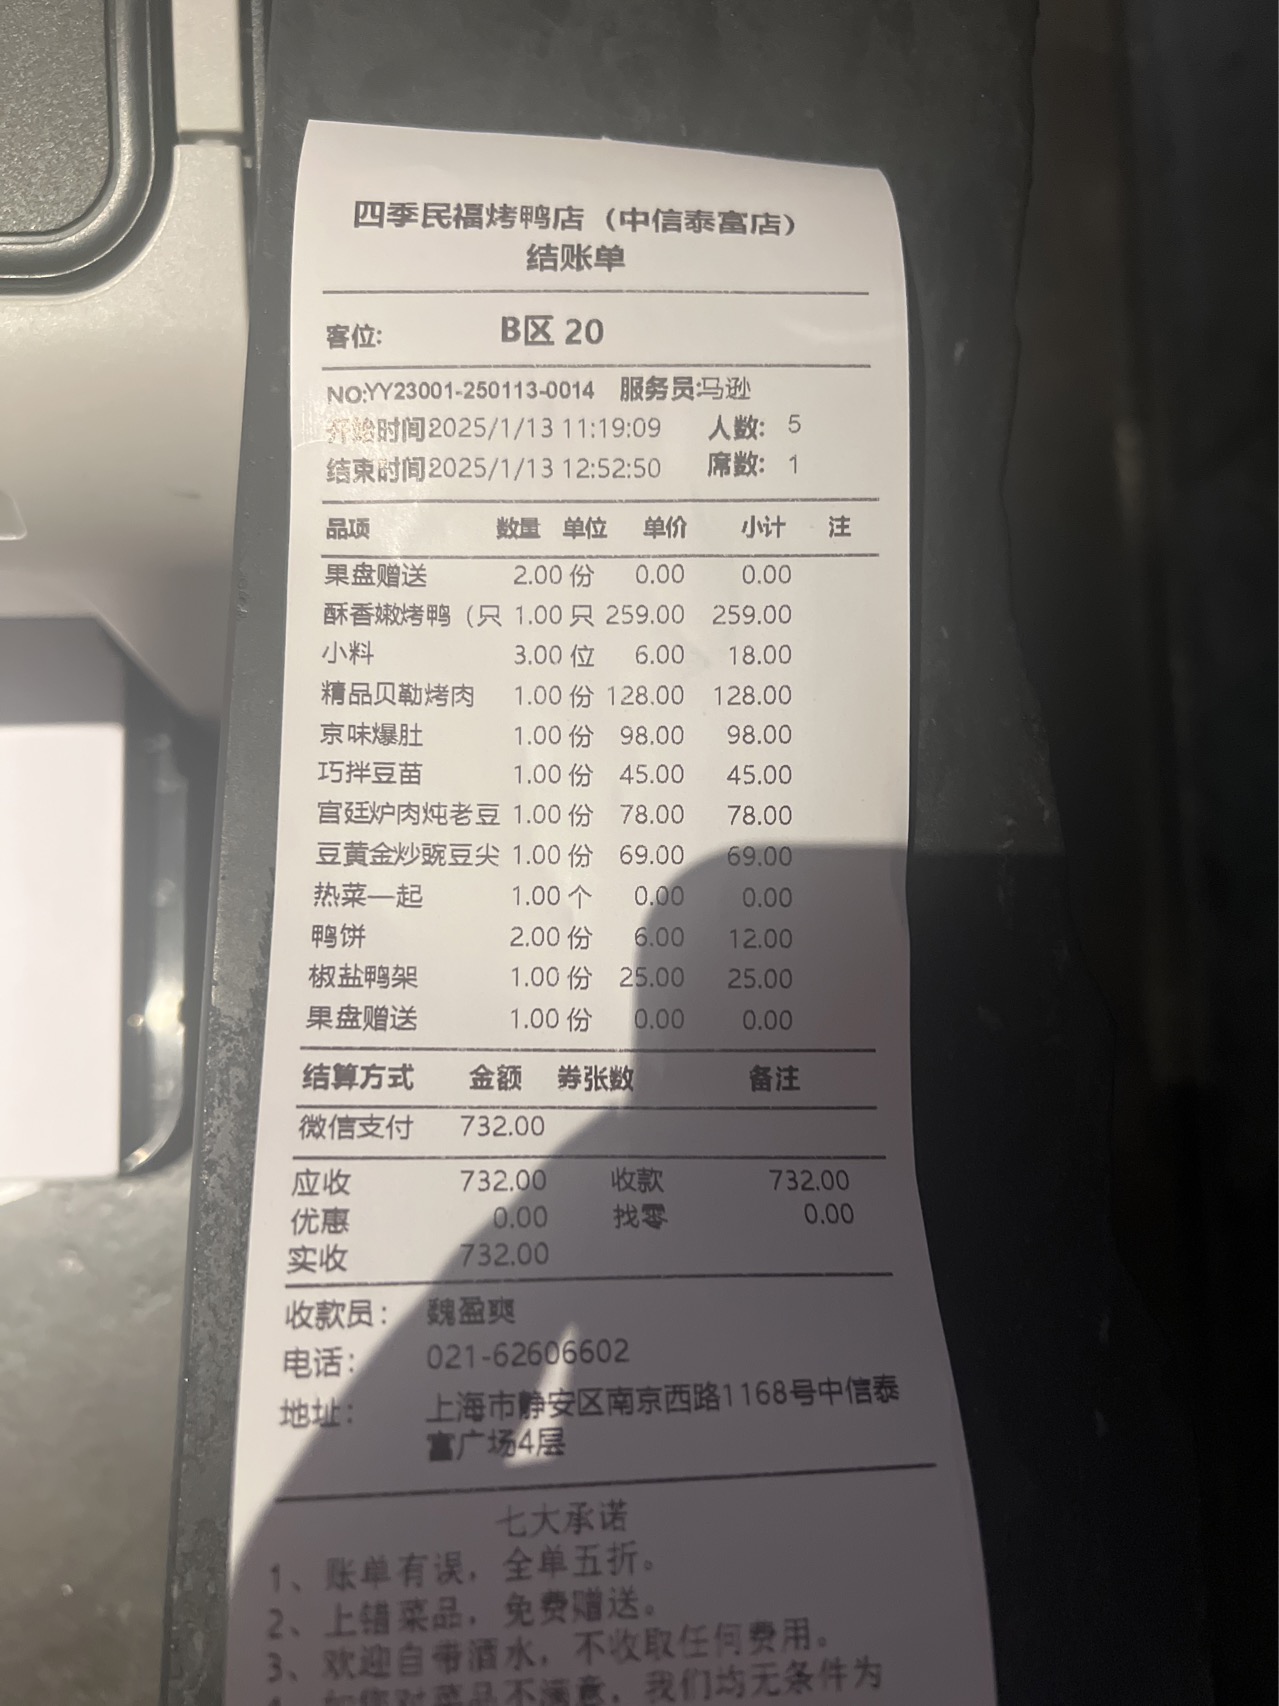 四季民福烤鸭店（中信泰富店）
结账单
客位: B区 20
NO:YY23001-250113-0014 服务员:马逊
开始时间2025/1/13 11:19:09 人数: 5
结束时间2025/1/13 12:52:50 席数: 1
品项 数量 单位 单价 小计 注
果盘赠送 2.00 份 0.00 0.00
酥香嫩烤鸭（只 1.00 只 259.00 259.00
小料 3.00 位 6.00 18.00
精品贝勒烤肉 1.00 份 128.00 128.00
京味爆肚 1.00 份 98.00 98.00
巧拌豆苗 1.00 份 45.00 45.00
宫廷炉肉炖老豆 1.00 份 78.00 78.00
豆黄金炒豌豆尖 1.00 份 69.00 69.00
热菜一起 1.00 个 0.00 0.00
鸭饼 2.00 份 6.00 12.00
椒盐鸭架 1.00 份 25.00 25.00
果盘赠送 1.00 份 0.00 0.00
结算方式 金额 券张数 备注
微信支付 732.00
应收 732.00 收款 732.00
优惠 0.00 找零 0.00
实收 732.00
收款员: 魏盈爽
电话: 021-62606602
地址: 上海市静安区南京西路1168号中信泰
富广场4层
七大承诺
1、账单有误，全单五折。
2、上错菜品，免费赠送。
3、欢迎自带酒水，不收取任何费用。
如您对菜品不满意，我们均无条件为